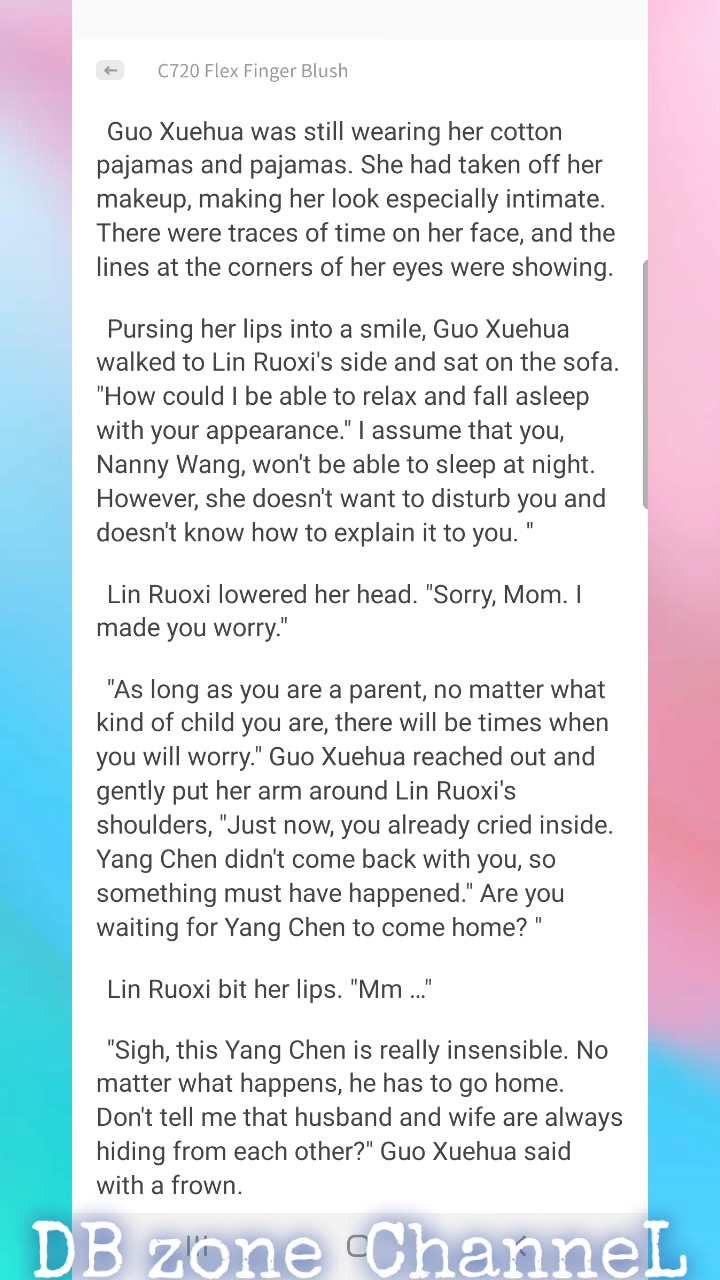 C720 Flex Finger Blush
Guo Xuehua was still wearing her cotton
pajamas and pajamas. She had taken off her
makeup, making her look especially intimate.
There were traces of time on her face, and the
lines at the corners of her eyes were showing.
Pursing her lips into a smile, Guo Xuehua
walked to Lin Ruoxi's side and sat on the sofa.
"How could I be able to relax and fall asleep
with your appearance." I assume that you,
Nanny Wang, won't be able to sleep at night.
However, she doesn't want to disturb you and
doesn't know how to explain it to you. "
Lin Ruoxi lowered her head. "Sorry, Mom. I
made you worry."
"As long as you are a parent, no matter what
kind of child you are, there will be times when
you will worry." Guo Xuehua reached out and
gently put her arm around Lin Ruoxi's
shoulders, "Just now, you already cried inside.
Yang Chen didn't come back with you, so
something must have happened." Are you
waiting for Yang Chen to come home? "
Lin Ruoxi bit her lips. "Mm ..."
"Sigh, this Yang Chen is really insensible. No
matter what happens, he has to go home.
Don't tell me that husband and wife are always
hiding from each other?" Guo Xuehua said
with a frown.
DB zone ChanneL